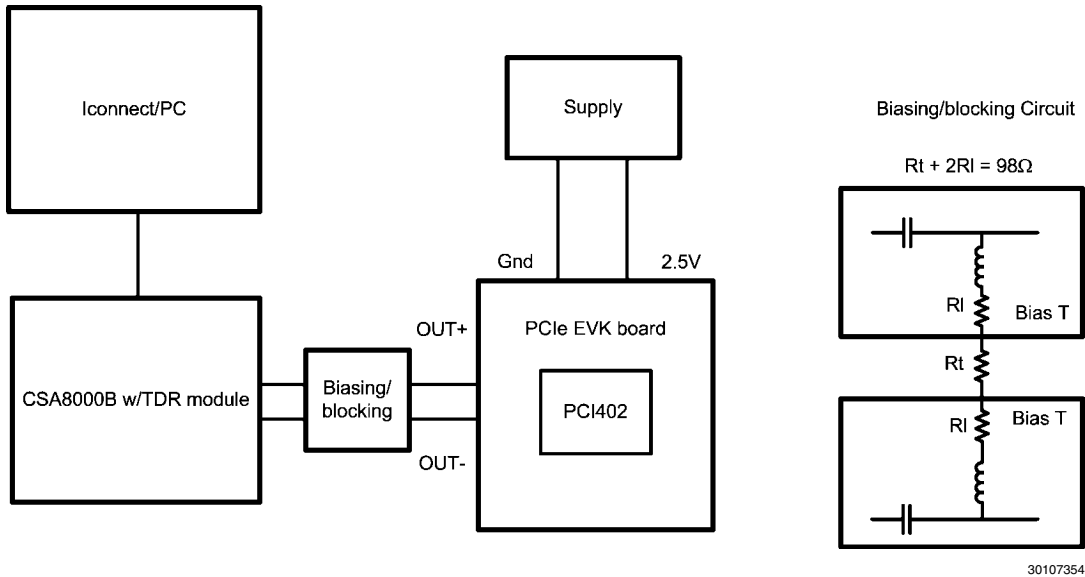 Iconnect/PC
Supply
Biasing/blocking Circuit
Rt + 2Rl = 98Ω
Gnd
2.5V
Rl
Bias T
OUT+
PCIe EVK board
Rt
CSA8000B w/TDR module
Biasing/
blocking
PCI402
Rl
Bias T
OUT-
30107354